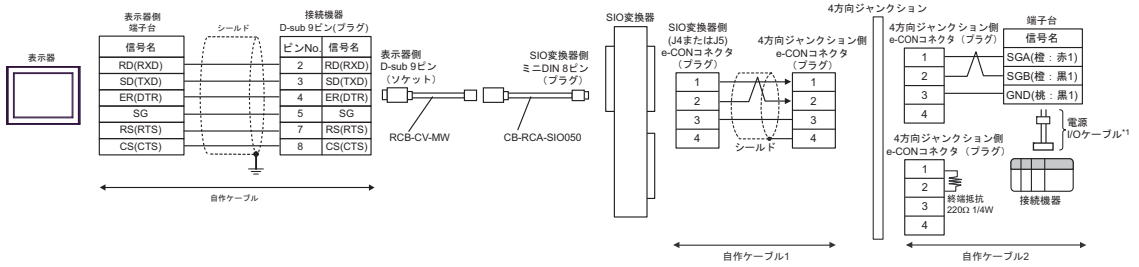 表示器
表示器側
端子台
信号名
RD(RXD)
SD(TXD)
ER(DTR)
SG
RS(RTS)
CS(CTS)
シールド
接続機器
D-sub 9ピン(プラグ)
ピンNo. 信号名
2 RD(RXD)
3 SD(TXD)
4 ER(DTR)
5 SG
7 RS(RTS)
8 CS(CTS)
自作ケーブル
表示器側
D-sub 9ピン
(ソケット)
RCB-CV-MW
SIO変換器側
ミニDIN 8ピン
(プラグ)
CB-RCA-SIO050
SIO変換器
SIO変換器側
(J4またはJ5)
e-CONコネクタ
(プラグ)
1
2
3
4
シールド
4方向ジャンクション側
e-CONコネクタ
(プラグ)
1
2
3
4
自作ケーブル1
4方向ジャンクション
4方向ジャンクション側
e-CONコネクタ(プラグ)
1
2
3
4
端子台
信号名
SGA(橙:赤1)
SGB(橙:黒1)
GND(桃:黒1)
電源
I/Oケーブル*1
接続機器
4方向ジャンクション側
e-CONコネクタ(プラグ)
1
2
3
4
終端抵抗
220Ω 1/4W
自作ケーブル2